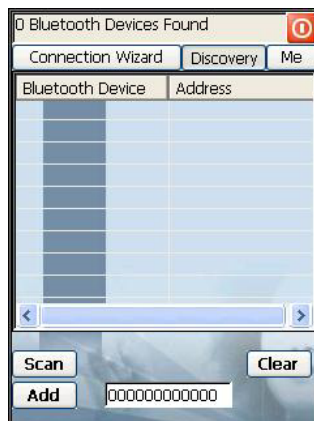 0 Bluetooth Devices Found
Connection Wizard Discovery Me
Bluetooth Device Address
Scan Clear
Add 000000000000